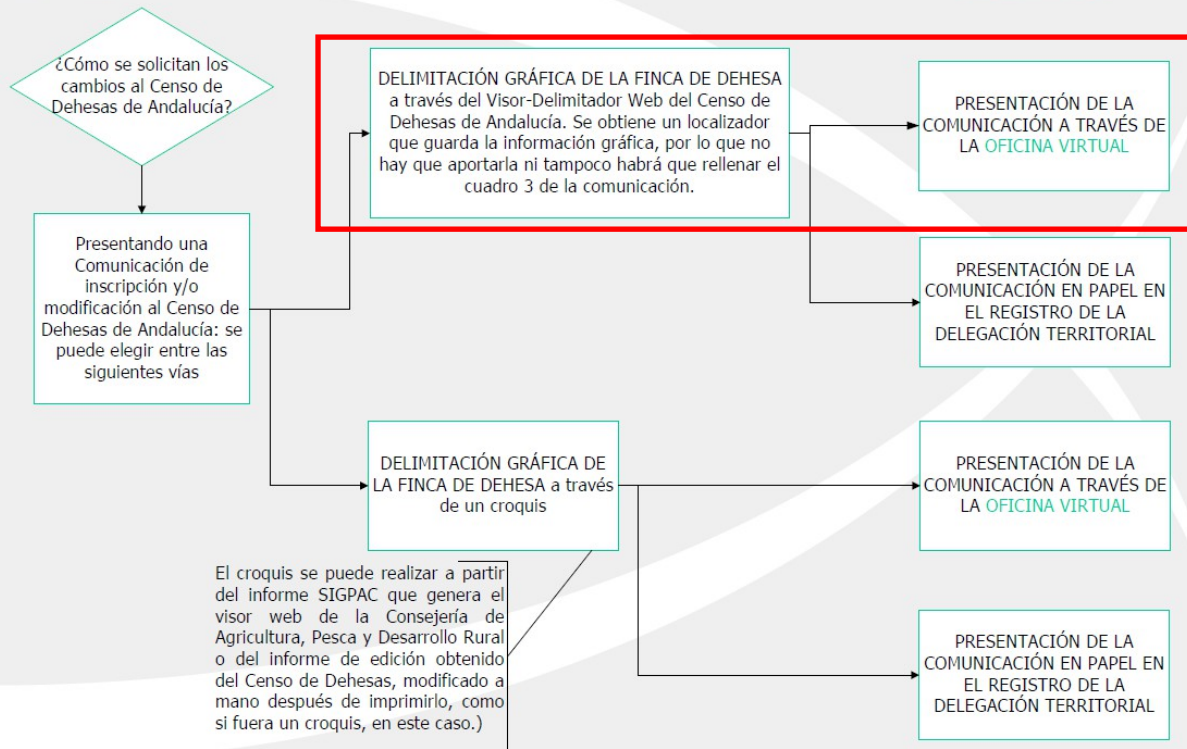 ¿Cómo se solicitan los
cambios al Censo de
Dehesas de Andalucía?
Presentando una
Comunicación de
inscripción y/o
modificación al Censo de
Dehesas de Andalucía: se
puede elegir entre las
siguientes vías
DELIMITACIÓN GRÁFICA DE LA FINCA DE DEHESA
a través del Visor-Delimitador Web del Censo de
Dehesas de Andalucía. Se obtiene un localizador
que guarda la información gráfica, por lo que no
hay que aportarla ni tampoco habrá que rellenar el
cuadro 3 de la comunicación.
PRESENTACIÓN DE LA
COMUNICACIÓN A TRAVÉS DE
LA OFICINA VIRTUAL
PRESENTACIÓN DE LA
COMUNICACIÓN EN PAPEL EN
EL REGISTRO DE LA
DELEGACIÓN TERRITORIAL
DELIMITACIÓN GRÁFICA DE
LA FINCA DE DEHESA a través
de un croquis
PRESENTACIÓN DE LA
COMUNICACIÓN A TRAVÉS DE
LA OFICINA VIRTUAL
El croquis se puede realizar a partir
del informe SIGPAC que genera el
visor web de la Consejería de
Agricultura, Pesca y Desarrollo Rural
o del informe de edición obtenido
del Censo de Dehesas, modificado a
mano después de imprimirlo, como
si fuera un croquis, en este caso.)
PRESENTACIÓN DE LA
COMUNICACIÓN EN PAPEL EN
EL REGISTRO DE LA
DELEGACIÓN TERRITORIAL